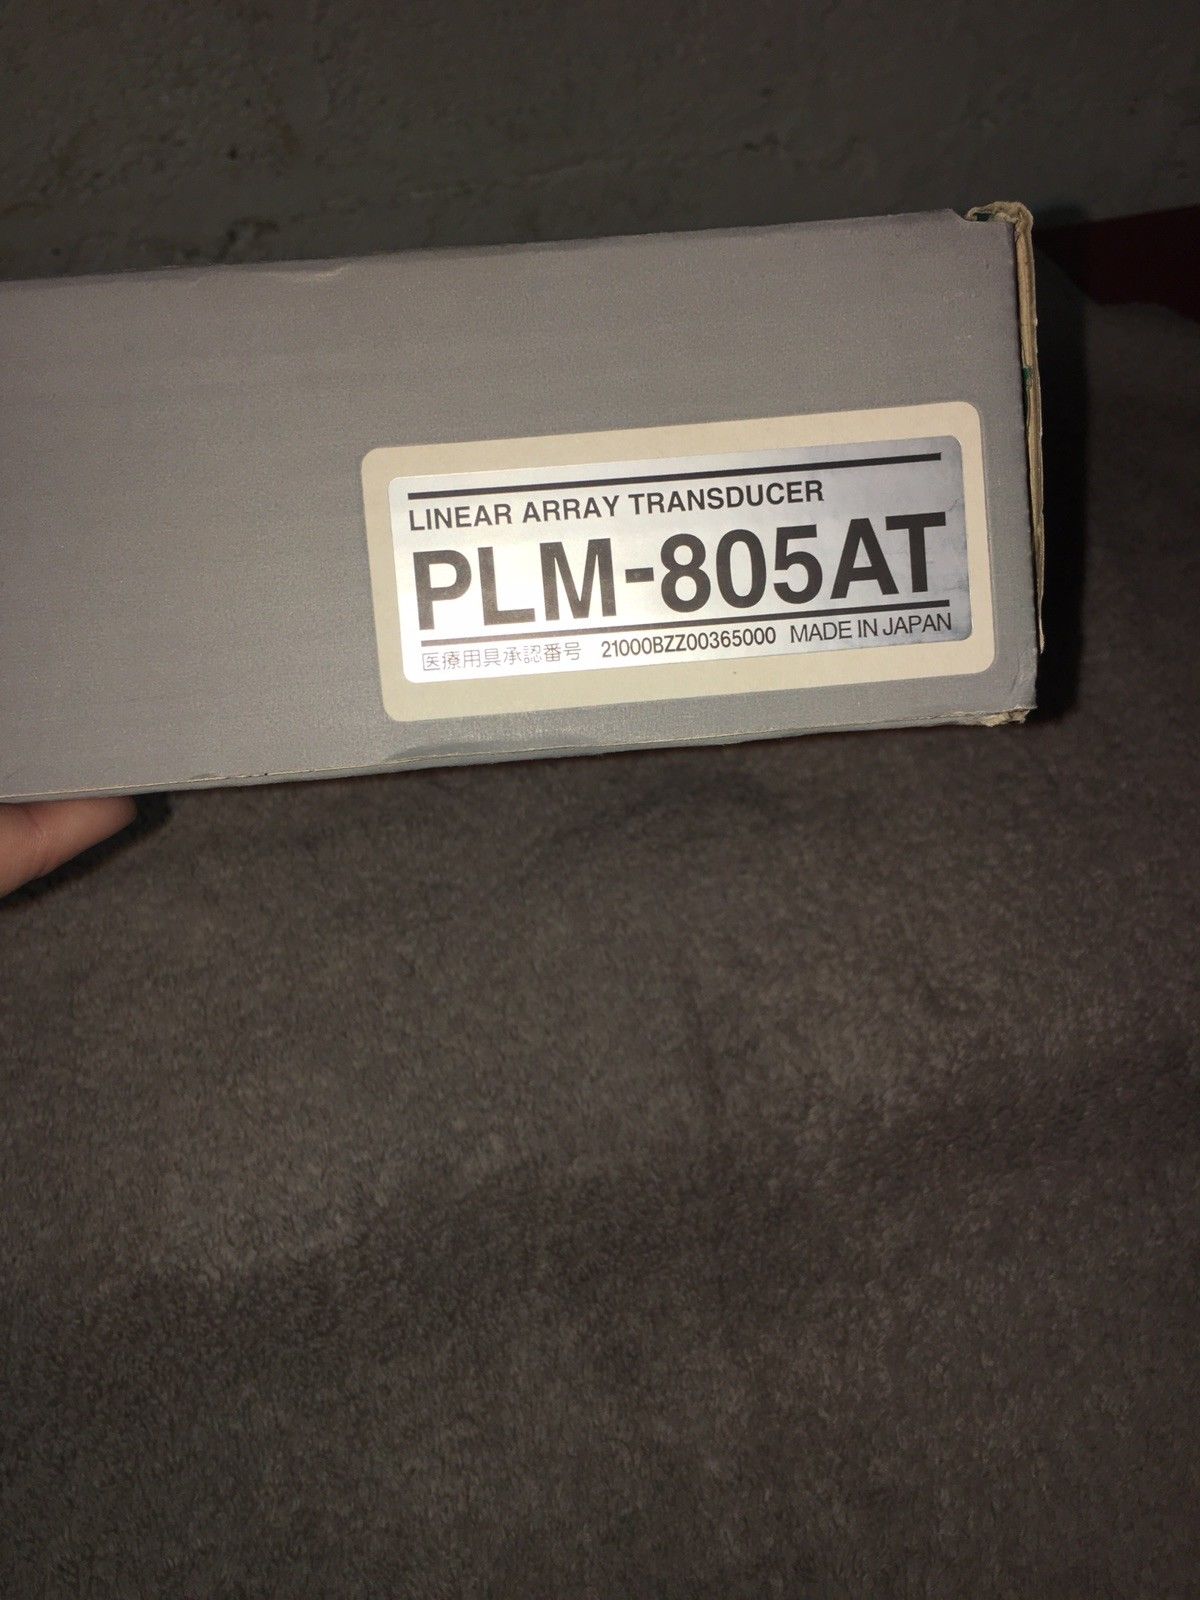 LINEAR ARRAY TRANSDUCER
PLM-805AT
医療用具承認番号 21000BZZ00365000 MADE IN JAPAN